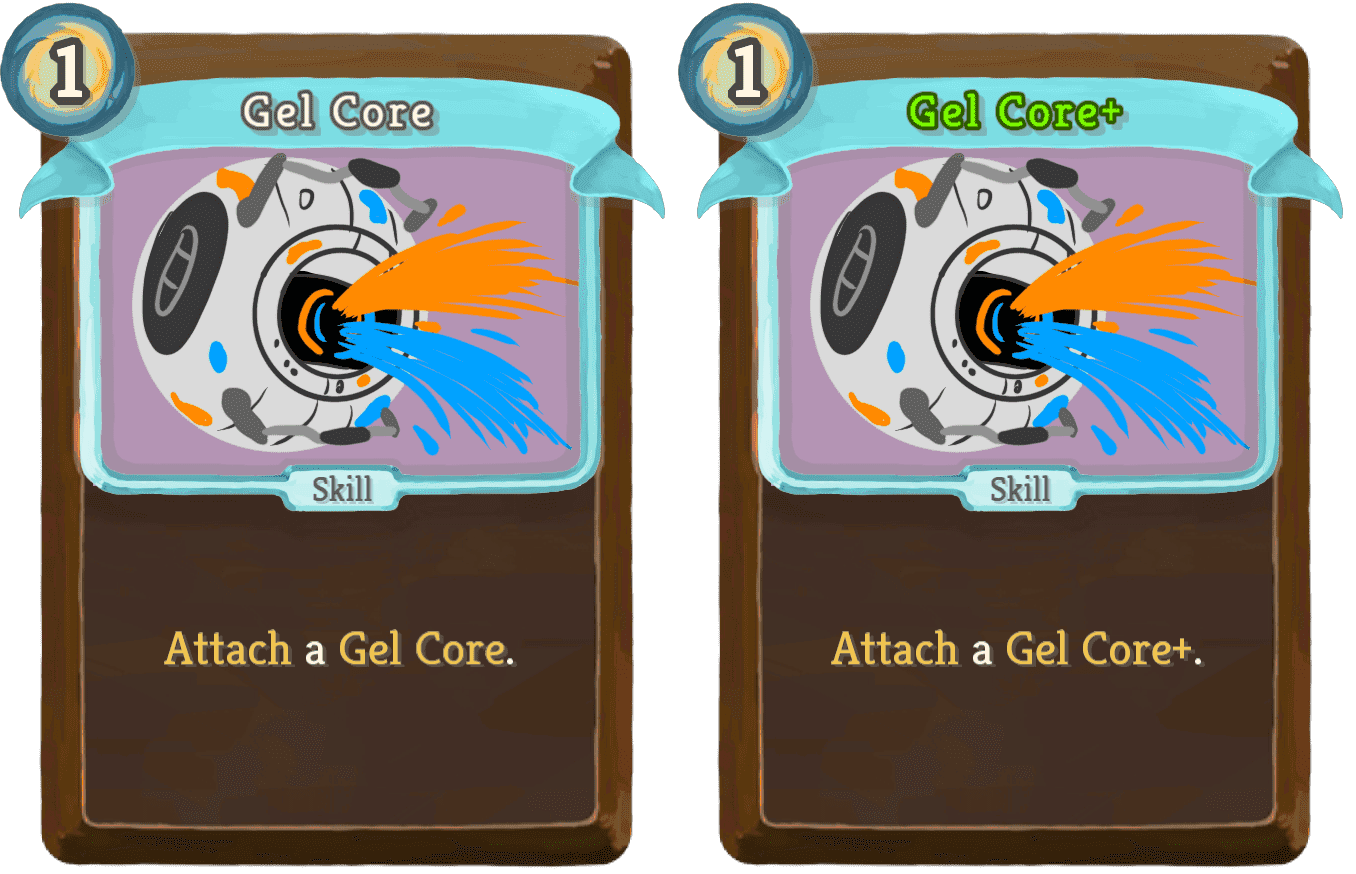 1
Gel Core
Skill
Attach a Gel Core.
1
Gel Core+
Skill
Attach a Gel Core+.